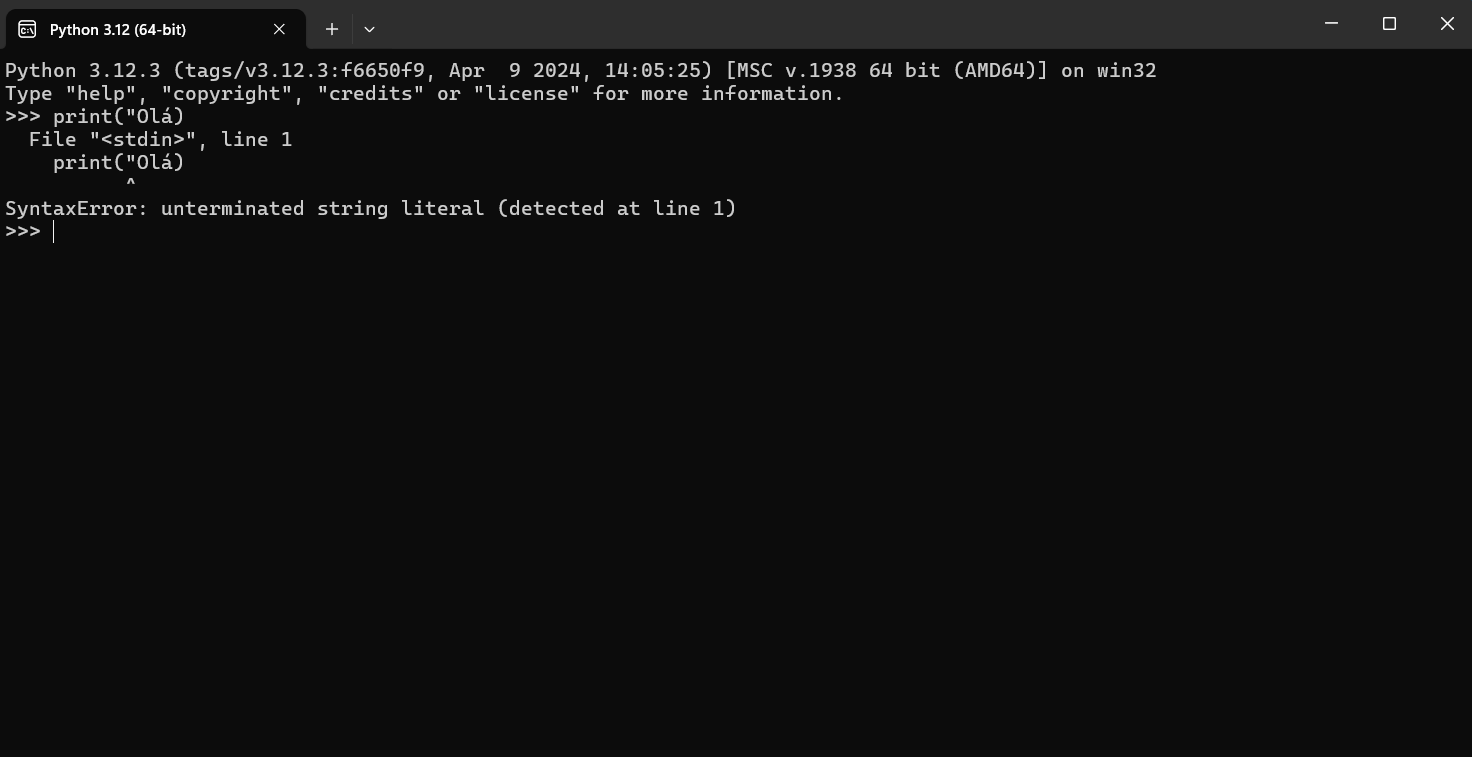 Python 3.12 (64-bit)
Python 3.12.3 (tags/v3.12.3:f6650f9, Apr  9 2024, 14:05:25) [MSC v.1938 64 bit (AMD64)] on win32
Type "help", "copyright", "credits" or "license" for more information.
>>> print("Olá)
  File "<stdin>", line 1
    print("Olá)
          ^
SyntaxError: unterminated string literal (detected at line 1)
>>>